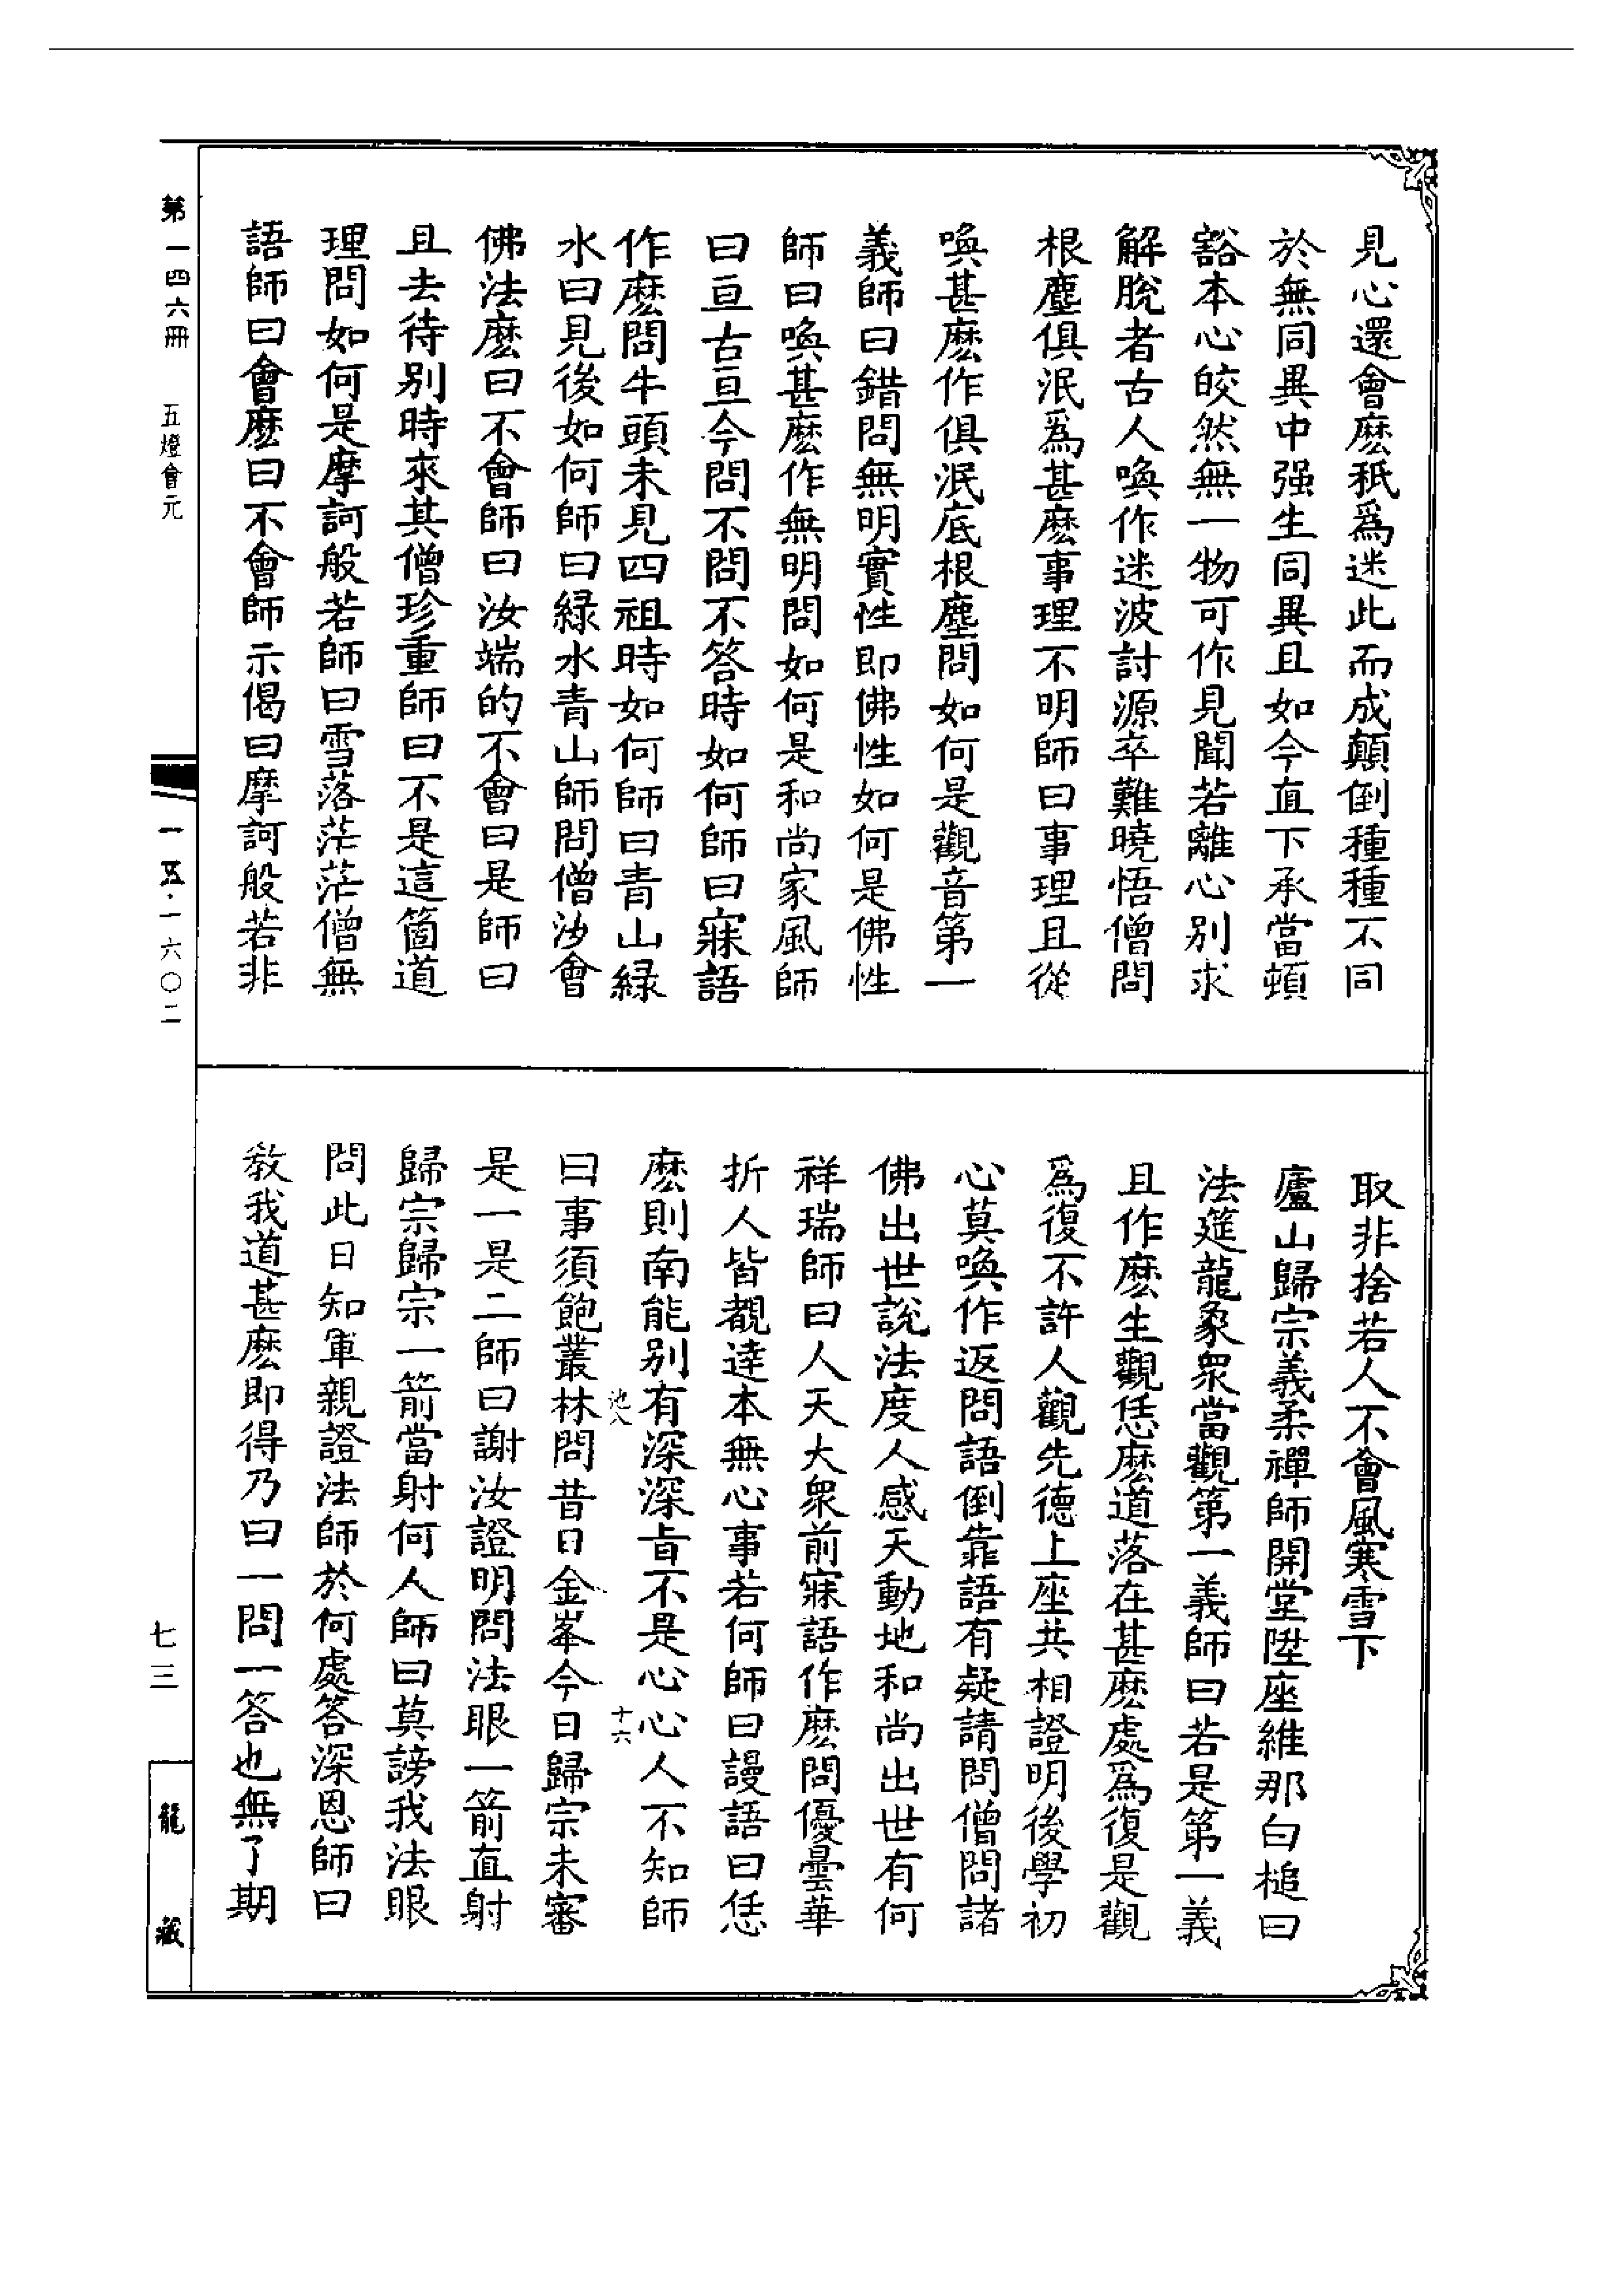 見心還會麽秖爲迷此而成顛倒種種不同
於無同異中强生同異且如今直下承當頓
豁本心皎然無一物可作見聞若離心别求
解脫者古人喚作迷波討源卒難曉悟僧問
根塵俱泯爲甚麽事理不明師曰事理且從
喚甚麽作俱泯底根塵問如何是觀音第一
義師曰錯問無明實性即佛性如何是佛性
師曰喚甚麽作無明問如何是和尚家風師
曰亘古亘今問不問不答時如何師曰寐語
作麽問牛頭未見四祖時如何師曰青山緑
水曰見後如何師曰緑水青山師問僧汝會
佛法麽曰不會師曰汝端的不會曰是師曰
且去待别時來其僧珍重師曰不是這箇道
理問如何是摩訶般若師曰雪落茫茫僧無
語師曰會麽曰不會師示偈曰摩訶般若非
取非捨若人不會風寒雪下
廬山歸宗義柔禪師開堂陞座維那白槌曰
法筵龍象衆當觀第一義師曰若是第一義
且作麽生觀恁麽道落在甚麽處爲復是觀
爲復不許人觀先德上座共相證明後學初
心莫喚作返問語倒靠語有疑請問僧問諸
佛出世說法度人感天動地和尚出世有何
祥瑞師曰人天大衆前寐語作麽問優曇華
折人皆覩逹本無心事若何師曰謾語曰恁
麽則南能别有深深旨不是心心人不知師
池八 十六
曰事須飽叢林問昔日金峯今日歸宗未審
是一是二師曰謝汝證明問法眼一箭直射
歸宗歸宗一箭當射何人師曰莫謗我法眼
問此日知軍親證法師於何處答深恩師曰
教我道甚麽即得乃曰一問一答也無了期
第一四六冊 五燈會元
一五·一六〇二
七三
龍藏